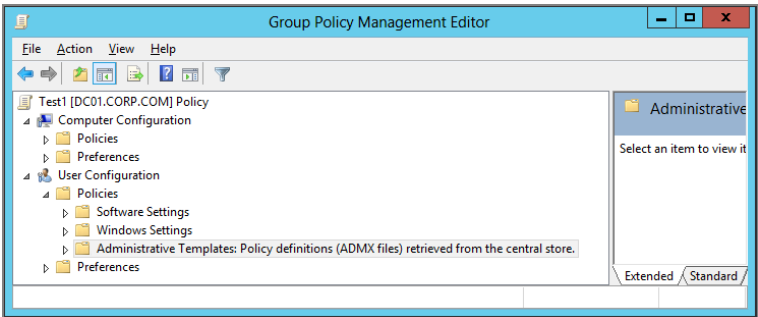 Group Policy Management Editor
File Action View Help
Test1 [DC01.CORP.COM] Policy
Computer Configuration
Policies
Preferences
User Configuration
Policies
Software Settings
Windows Settings
Administrative Templates: Policy definitions (ADMX files) retrieved from the central store.
Preferences
Administrative
Select an item to view it
Extended Standard